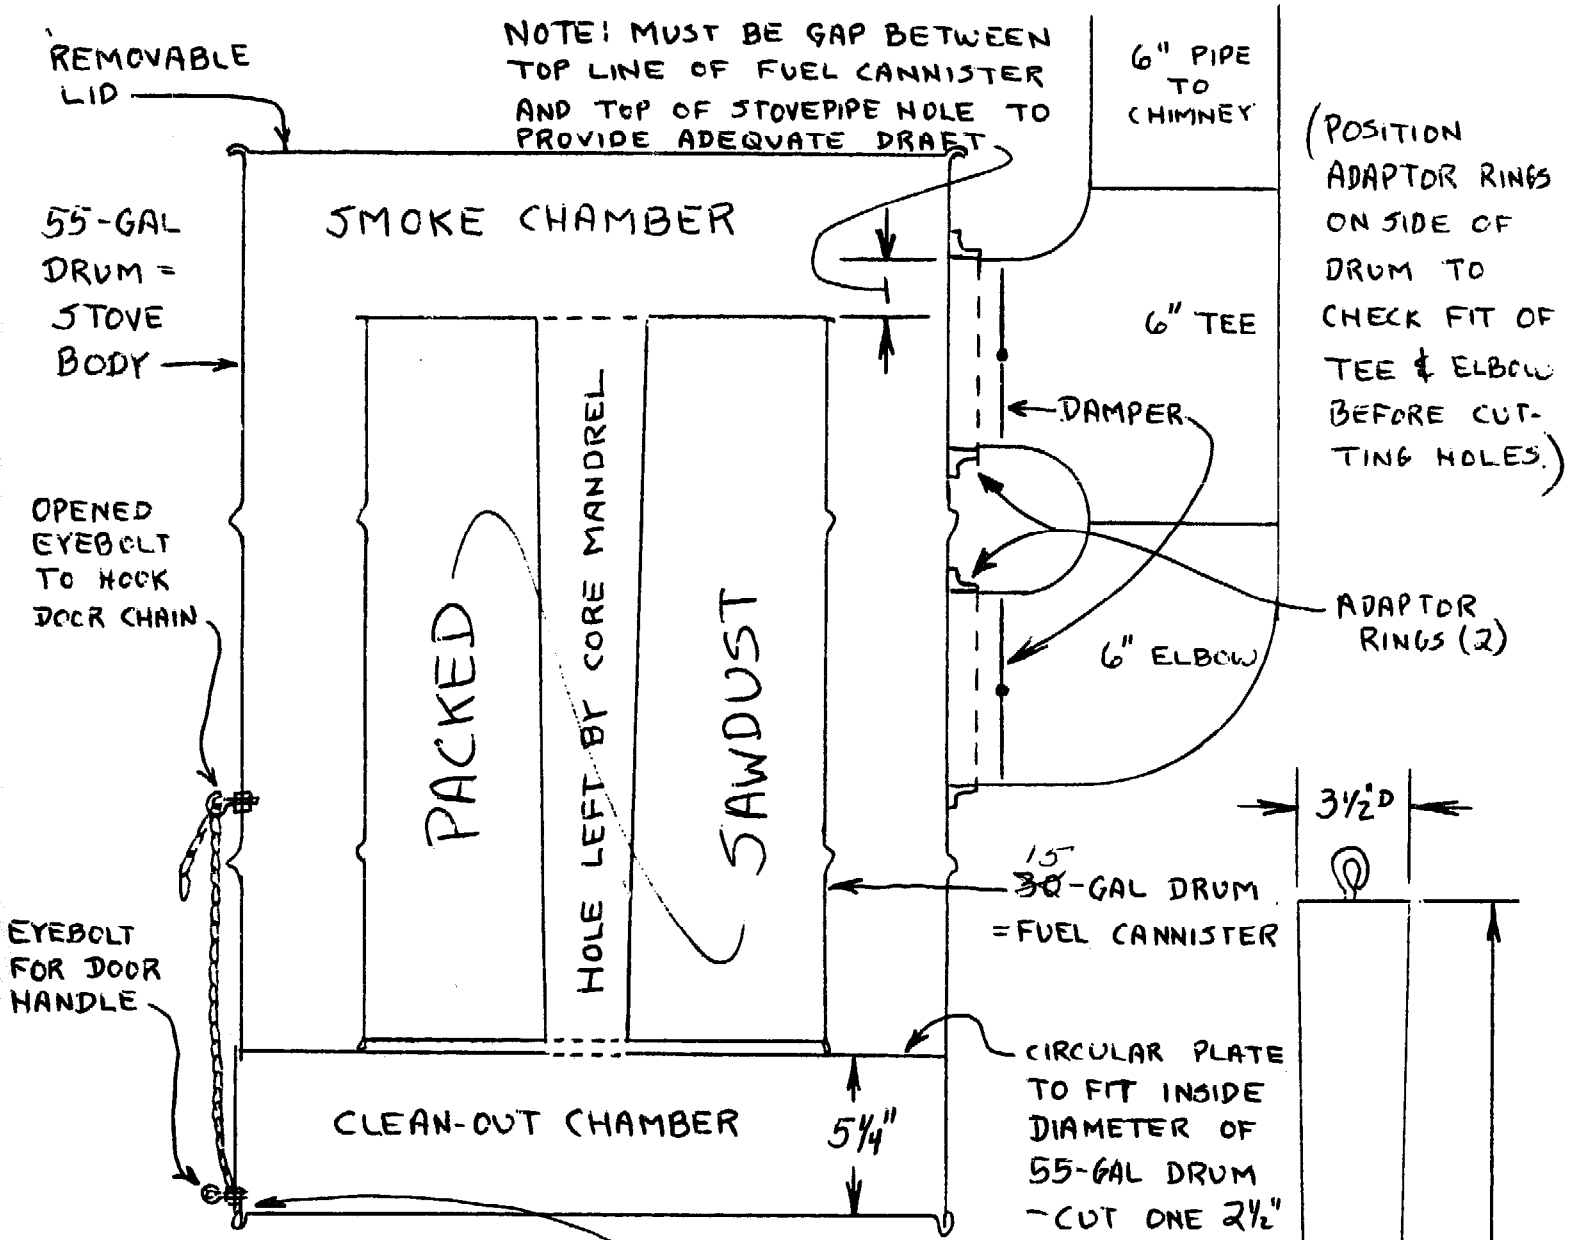 REMOVABLE
LID
NOTE! MUST BE GAP BETWEEN
TOP LINE OF FUEL CANNISTER
AND TOP OF STOVEPIPE HOLE TO
PROVIDE ADEQUATE DRAFT
6" PIPE
TO
CHIMNEY
(POSITION
ADAPTOR RINGS
ON SIDE OF
DRUM TO
CHECK FIT OF
TEE & ELBOW
BEFORE CUT-
TING HOLES.)
55-GAL
DRUM =
STOVE
BODY
SMOKE CHAMBER
6" TEE
DAMPER
HOLE LEFT BY CORE MANDREL
PACKED
SAWDUST
OPENED
EYEBOLT
TO HOOK
DOOR CHAIN
ADAPTOR
RINGS (2)
6" ELBOW
3½" D
15
30-GAL DRUM
= FUEL CANNISTER
EYEBOLT
FOR DOOR
HANDLE
CIRCULAR PLATE
TO FIT INSIDE
DIAMETER OF
55-GAL DRUM
-CUT ONE 2½"
CLEAN-OUT CHAMBER
5¼"